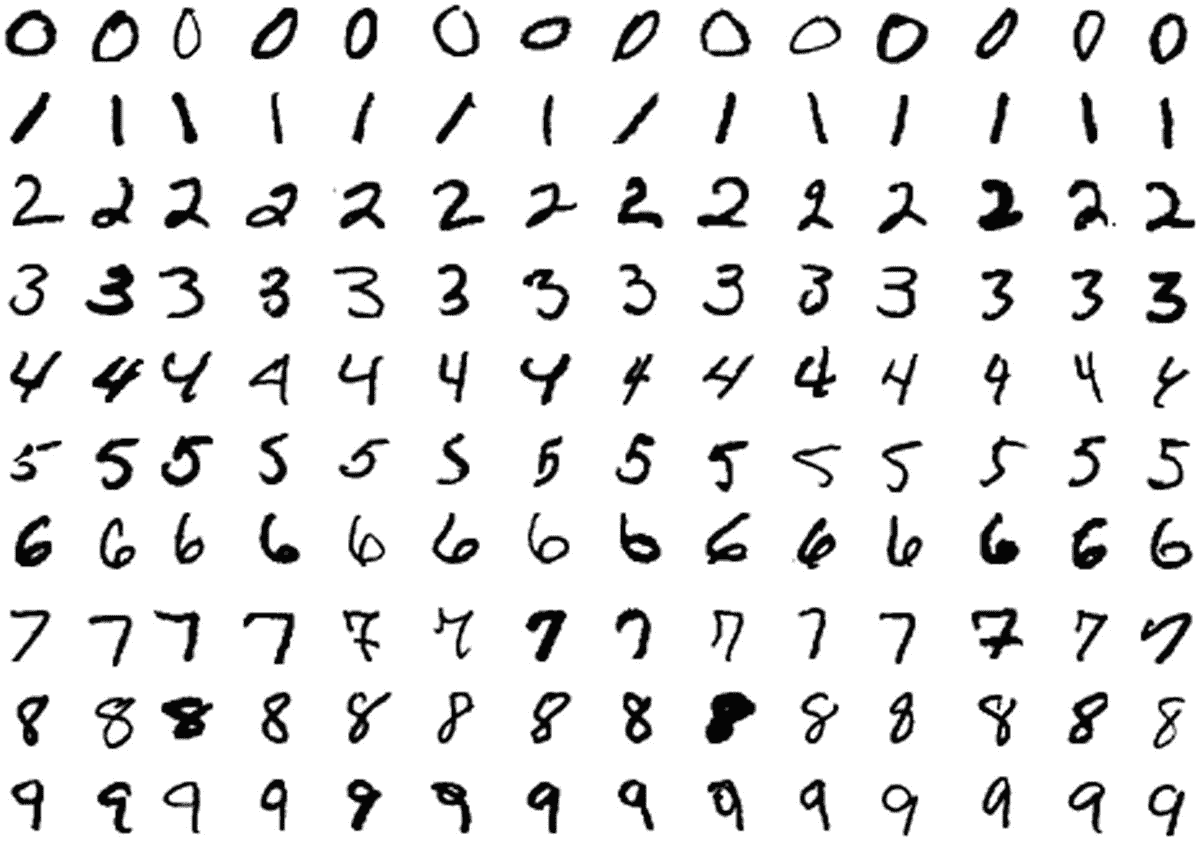 0 0 0 0 0 0 0 0 0 0 0 0 0 0
1 1 1 1 1 1 1 1 1 1 1 1 1 1
2 2 2 2 2 2 2 2 2 2 2 2 2 2
3 3 3 3 3 3 3 3 3 3 3 3 3 3
4 4 4 4 4 4 4 4 4 4 4 4 4 4
5 5 5 5 5 5 5 5 5 5 5 5 5 5
6 6 6 6 6 6 6 6 6 6 6 6 6 6
7 7 7 7 7 7 7 7 7 7 7 7 7 7
8 8 8 8 8 8 8 8 8 8 8 8 8 8
9 9 9 9 9 9 9 9 9 9 9 9 9 9